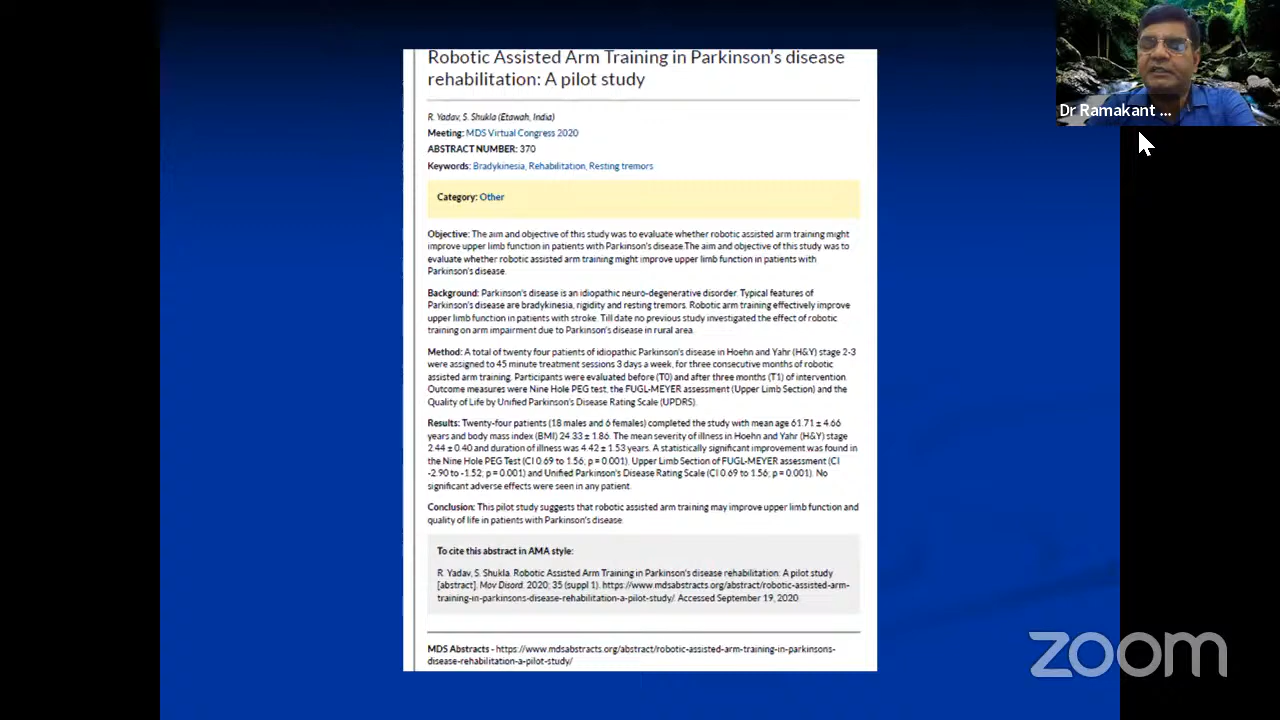 Robotic Assisted Arm Training in Parkinson's disease
rehabilitation: A pilot study
R. Yadav, S. Shukla (Etawah, India)
Meeting: MDS Virtual Congress 2020
ABSTRACT NUMBER: 370
Keywords: Bradykinesia, Rehabilitation, Resting tremors
Category: Other
Objective: The aim and objective of this study was to evaluate whether robotic assisted arm training might
improve upper limb function in patients with Parkinson's disease.The aim and objective of this study was to
evaluate whether robotic assisted arm training might improve upper limb function in patients with
Parkinson's disease.
Background: Parkinson's disease is an idiopathic neuro-degenerative disorder. Typical features of
Parkinson's disease are bradykinesia, rigidity and resting tremors. Robotic arm training effectively improve
upper limb function in patients with stroke. Till date no previous study investigated the effect of robotic
training on arm impairment due to Parkinson's disease in rural area.
Method: A total of twenty four patients of idiopathic Parkinson's disease in Hoehn and Yahr (H&Y) stage 2-3
were assigned to 45 minute treatment sessions 3 days a week, for three consecutive months of robotic
assisted arm training. Participants were evaluated before (T0) and after three months (T1) of intervention
Outcome measures were Nine Hole PEG test, the FUGL-MEYER assessment (Upper Limb Section) and the
Quality of Life by Unified Parkinson's Disease Rating Scale (UPDRS).
Results: Twenty-four patients (18 males and 6 females) completed the study with mean age 61.71 ± 4.66
years and body mass index (BMI) 24.33 ± 1.86. The mean severity of illness in Hoehn and Yahr (H&Y) stage
2.44 ± 0.40 and duration of illness was 4.42 ± 1.53 years. A statistically significant improvement was found in
the Nine Hole PEG Test (CI 0.69 to 1.56; p = 0.001). Upper Limb Section of FUGL-MEYER assessment (CI
-2.90 to -1.52; p = 0.001) and Unified Parkinson's Disease Rating Scale (CI 0.69 to 1.56; p = 0.001). No
significant adverse effects were seen in any patient.
Conclusion: This pilot study suggests that robotic assisted arm training may improve upper limb function and
quality of life in patients with Parkinson's disease.
To cite this abstract in AMA style:
R. Yadav, S. Shukla. Robotic Assisted Arm Training in Parkinson's disease rehabilitation: A pilot study
[abstract]. Mov Disord. 2020; 35 (suppl 1). https://www.mdsabstracts.org/abstract/robotic-assisted-arm-
training-in-parkinsons-disease-rehabilitation-a-pilot-study/. Accessed September 19, 2020.
MDS Abstracts - https://www.mdsabstracts.org/abstract/robotic-assisted-arm-training-in-parkinsons-
disease-rehabilitation-a-pilot-study/
Dr Ramakant ...
zoom